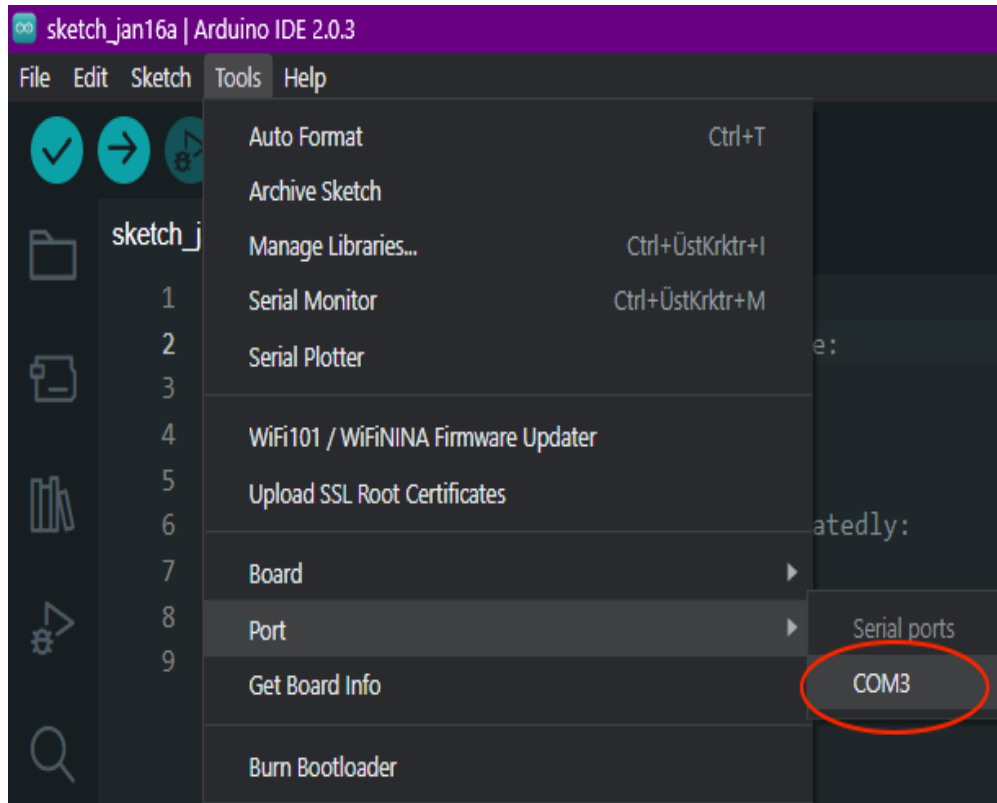 sketch_jan16a | Arduino IDE 2.0.3
File Edit Sketch Tools Help
Auto Format Ctrl+T
Archive Sketch
sketch_j
Manage Libraries... Ctrl+ÜstKrktr+I
1
Serial Monitor Ctrl+ÜstKrktr+M
2 e:
Serial Plotter
3
4
WiFi101 / WiFiNINA Firmware Updater
5
Upload SSL Root Certificates
6 atedly:
7
Board
8
Port Serial ports
9
Get Board Info COM3
Burn Bootloader